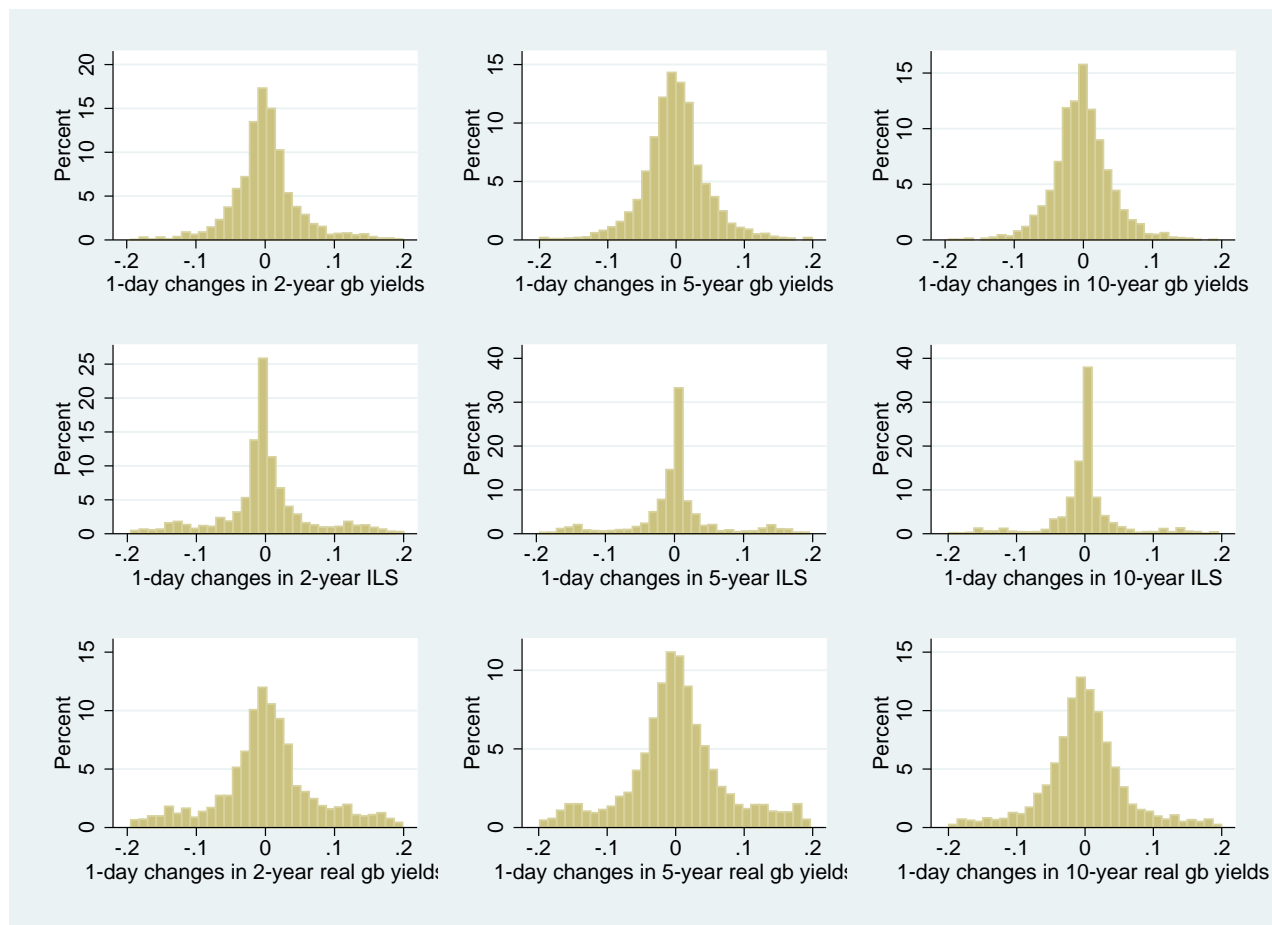 Percent
0 5 10 15 20
-.2 -.1 0 .1 .2
1-day changes in 2-year gb yields
Percent
0 5 10 15
-.2 -.1 0 .1 .2
1-day changes in 5-year gb yields
Percent
0 5 10 15
-.2 -.1 0 .1 .2
1-day changes in 10-year gb yields
Percent
0 5 10 15 20 25
-.2 -.1 0 .1 .2
1-day changes in 2-year ILS
Percent
0 10 20 30 40
-.2 -.1 0 .1 .2
1-day changes in 5-year ILS
Percent
0 10 20 30 40
-.2 -.1 0 .1 .2
1-day changes in 10-year ILS
Percent
0 5 10 15
-.2 -.1 0 .1 .2
1-day changes in 2-year real gb yields
Percent
0 5 10
-.2 -.1 0 .1 .2
1-day changes in 5-year real gb yields
Percent
0 5 10 15
-.2 -.1 0 .1 .2
1-day changes in 10-year real gb yields